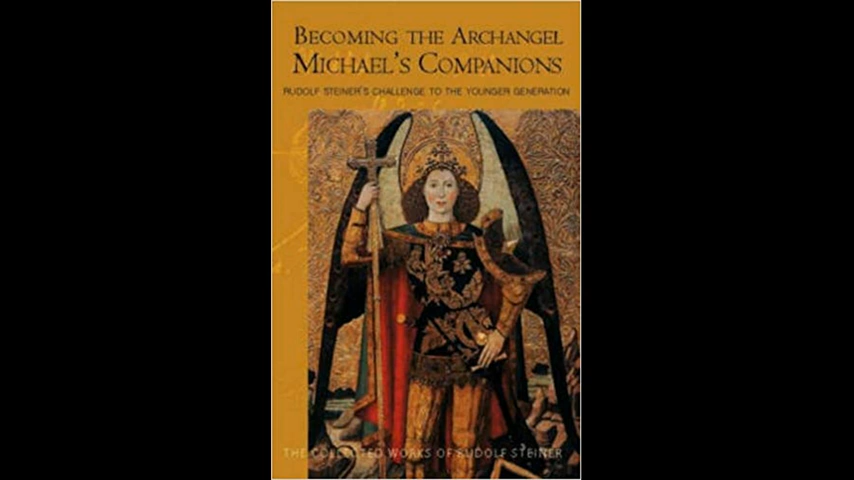 BECOMING THE ARCHANGEL
MICHAEL'S COMPANIONS
RUDOLF STEINER'S CHALLENGE TO THE YOUNGER GENERATION
THE COLLECTED WORKS OF RUDOLF STEINER